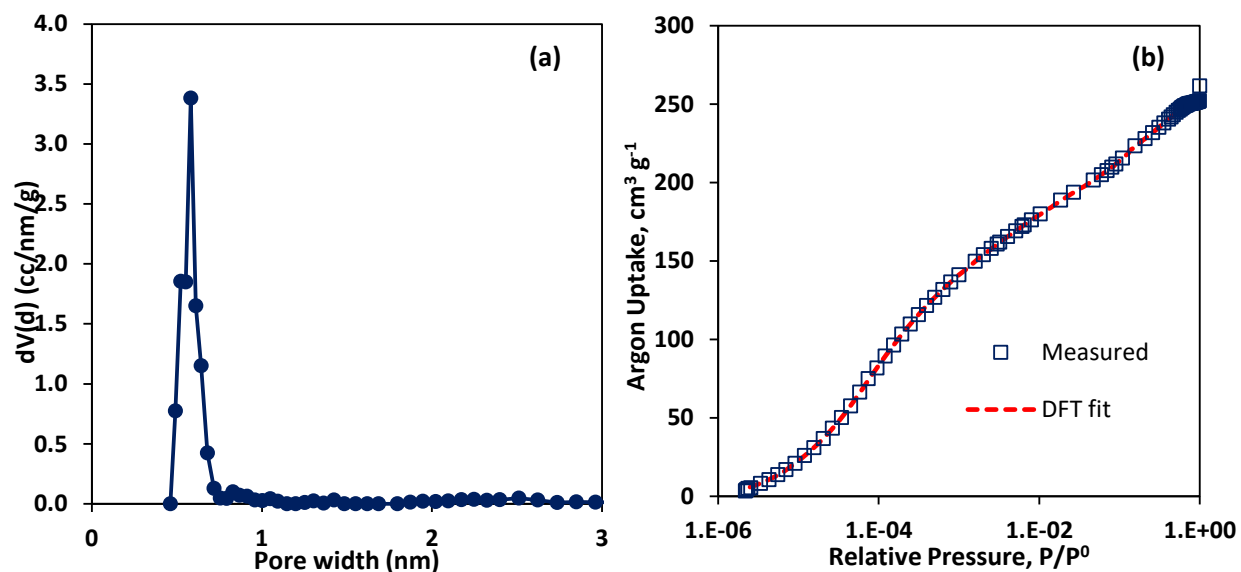 (a)
dV(d) (cc/nm/g)
4.0
3.5
3.0
2.5
2.0
1.5
1.0
0.5
0.0
0 1 2 3
Pore width (nm)
(b)
Argon Uptake, cm³ g⁻¹
300
250
200
150
100
50
0
Measured
DFT fit
1.E-06 1.E-04 1.E-02 1.E+00
Relative Pressure, P/P⁰